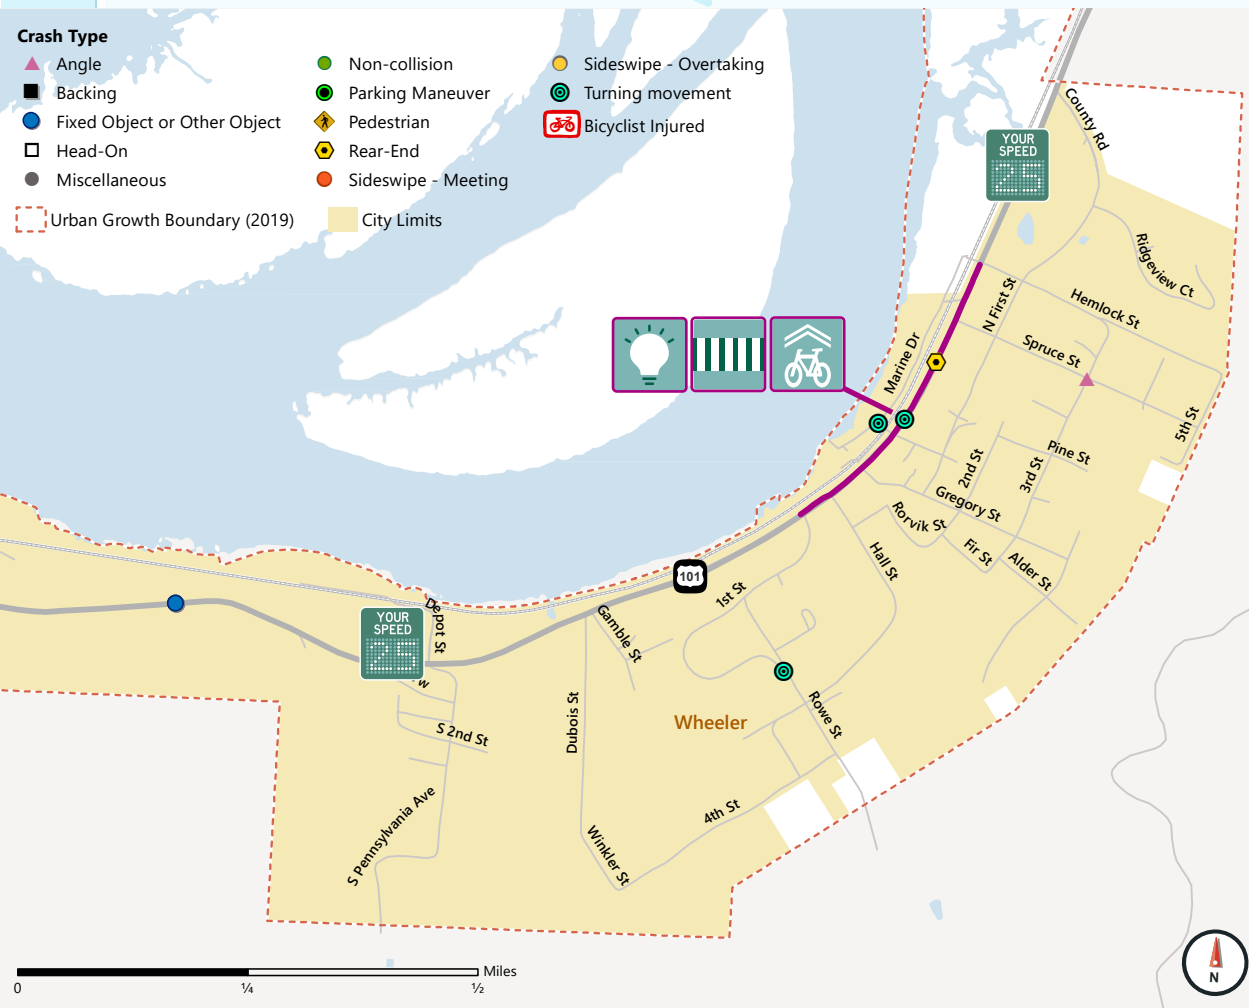 Crash Type
Angle
Backing
Fixed Object or Other Object
Head-On
Miscellaneous
Non-collision
Parking Maneuver
Pedestrian
Rear-End
Sideswipe - Meeting
Sideswipe - Overtaking
Turning movement
Bicyclist Injured
Urban Growth Boundary (2019)
City Limits
County Rd
YOUR
SPEED
25
Ridgeview Ct
Hemlock St
N First St
Spruce St
Marine Dr
5th St
Pine St
2nd St
3rd St
Gregory St
Rorvik St
Fir St
Alder St
Hall St
101
1st St
Gamble St
Depot St
YOUR
SPEED
25
Rowe St
Dubois St
Wheeler
S 2nd St
4th St
S Pennsylvania Ave
Winkler St
Miles
0
¼
½
N